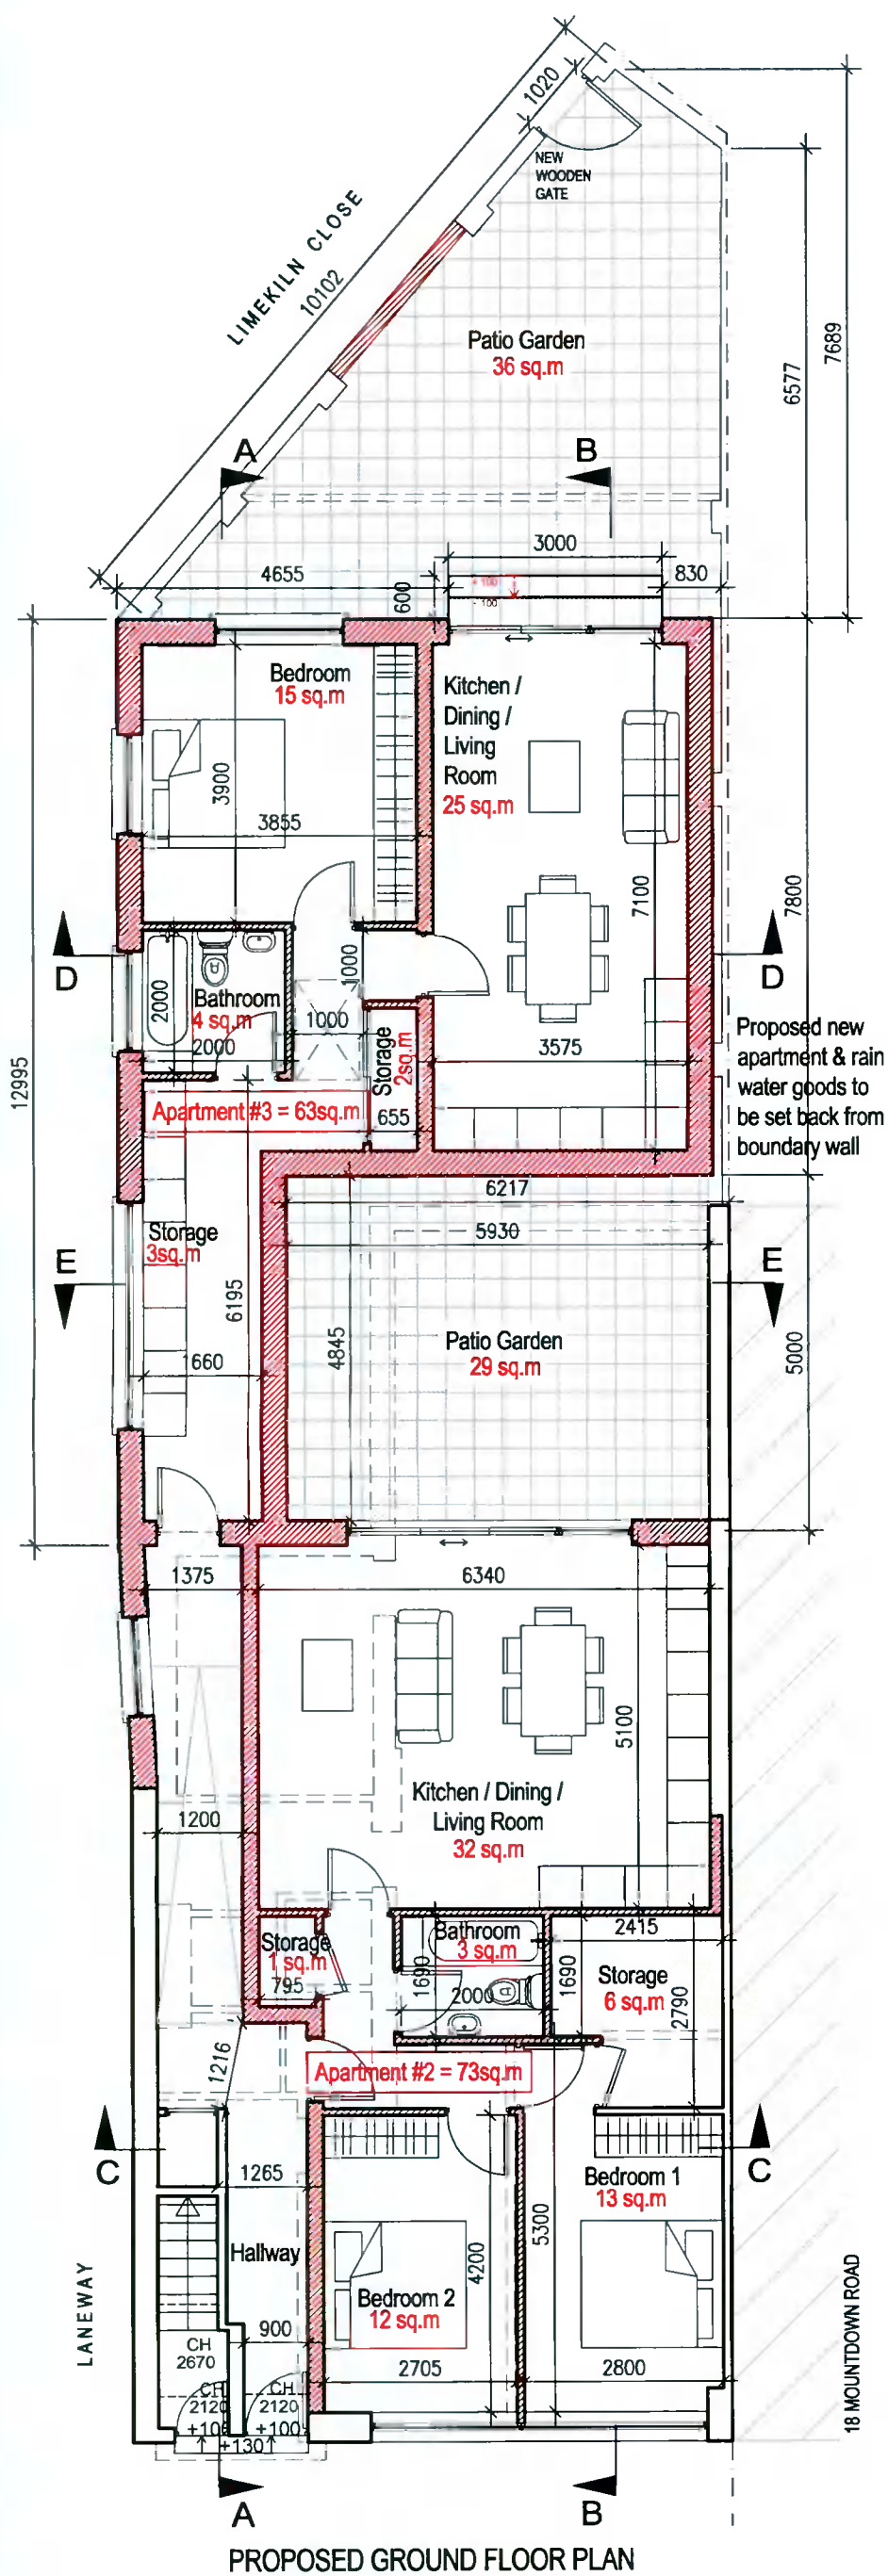 1020
NEW
WOODEN
GATE
LIMEKILN CLOSE
10102
7689
6577
Patio Garden
36 sq.m
A
B
3000
4655
830
600
+ 100
- 100
Bedroom
15 sq.m
Kitchen /
Dining /
Living
Room
25 sq.m
3900
3855
7100
7800
12995
D
D
1000
2000
Bathroom
4 sq.m
2000
1000
Storage
2sq.m
3575
Proposed new
apartment & rain
water goods to
be set back from
boundary wall
Apartment #3 = 63sq.m
655
6217
5930
Storage
3sq.m
E
E
6195
4845
Patio Garden
29 sq.m
5000
1660
1375
6340
5100
Kitchen / Dining /
Living Room
32 sq.m
1200
Storage
1 sq.m
795
Bathroom
3 sq.m
1690
2000
1690
2415
Storage
6 sq.m
2790
1216
Apartment #2 = 73sq.m
C
C
1265
Bedroom 1
13 sq.m
Hallway
5300
4200
Bedroom 2
12 sq.m
LANEWAY
18 MOUNTDOWN ROAD
900
CH
2670
2705
2800
CH
2120
+10
CH
2120
+100
+130
A
B
PROPOSED GROUND FLOOR PLAN